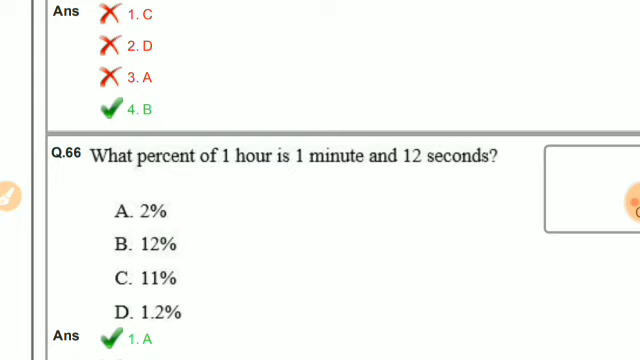 Ans 1. C
2. D
3. A
4. B
Q.66 What percent of 1 hour is 1 minute and 12 seconds?
A. 2%
B. 12%
C. 11%
D. 1.2%
Ans 1. A